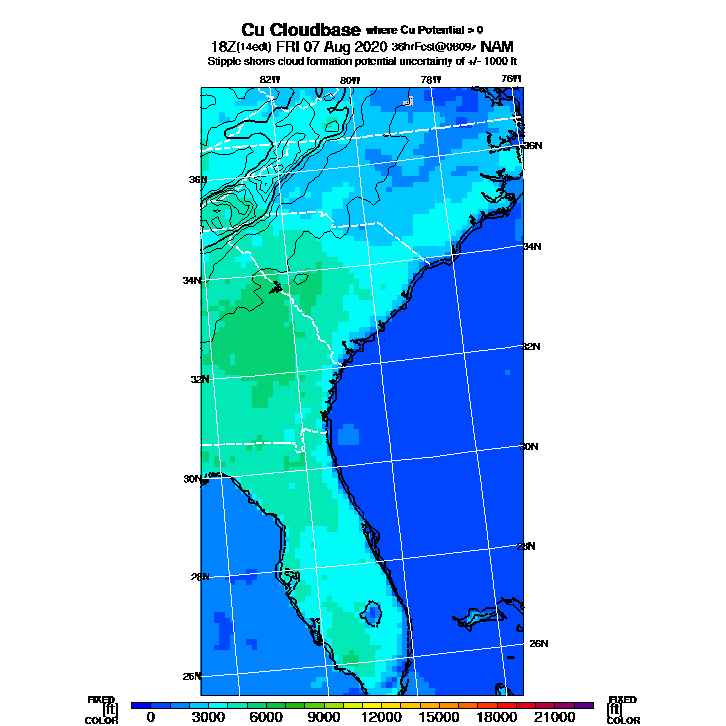 Cu Cloudbase where Cu Potential > 0
18Z(14edt) FRI 07 Aug 2020 36hrFcst@0809z NAM
Stipple shows cloud formation potential uncertainty of +/- 1000 ft
82W 80W 78W 76W
36N
36N
34N
34N
32N
32N
30N
30N
28N
28N
26N
26N
FIXED FIXED
[ft] 0 3000 6000 9000 12000 15000 18000 21000 [ft]
COLOR COLOR